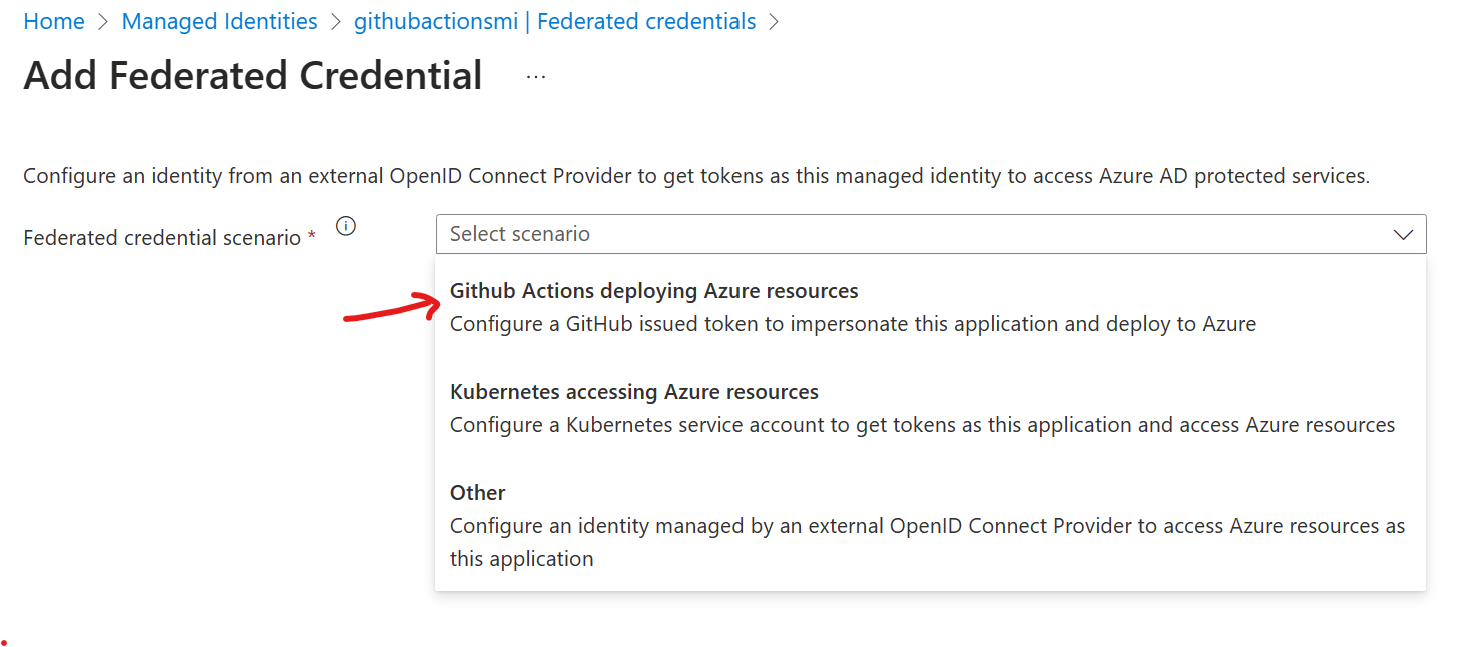 Home > Managed Identities > githubactionsmi | Federated credentials >
Add Federated Credential ...
Configure an identity from an external OpenID Connect Provider to get tokens as this managed identity to access Azure AD protected services.
Federated credential scenario *
Select scenario
Github Actions deploying Azure resources
Configure a GitHub issued token to impersonate this application and deploy to Azure
Kubernetes accessing Azure resources
Configure a Kubernetes service account to get tokens as this application and access Azure resources
Other
Configure an identity managed by an external OpenID Connect Provider to access Azure resources as
this application